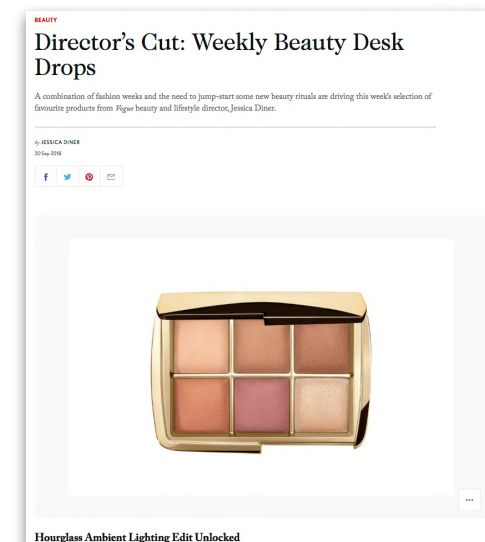 BEAUTY
Director's Cut: Weekly Beauty Desk
Drops
A combination of fashion weeks and the need to jump-start some new beauty rituals are driving this week's selection of
favourite products from Vogue beauty and lifestyle director, Jessica Diner.
by JESSICA DINER
20 Sep 2018
Hourglass Ambient Lighting Edit Unlocked